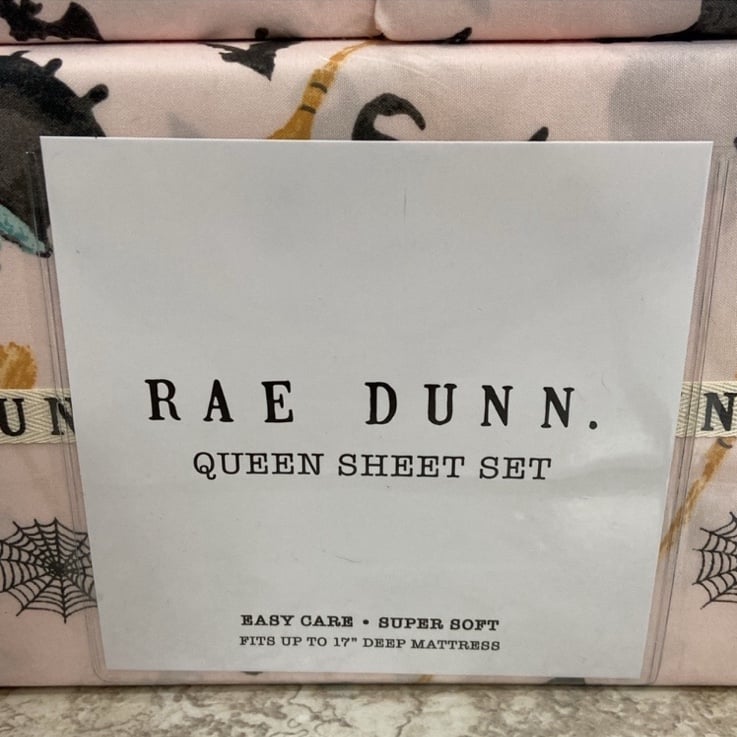 RAE DUNN.
QUEEN SHEET SET
EASY CARE • SUPER SOFT
FITS UP TO 17" DEEP MATTRESS